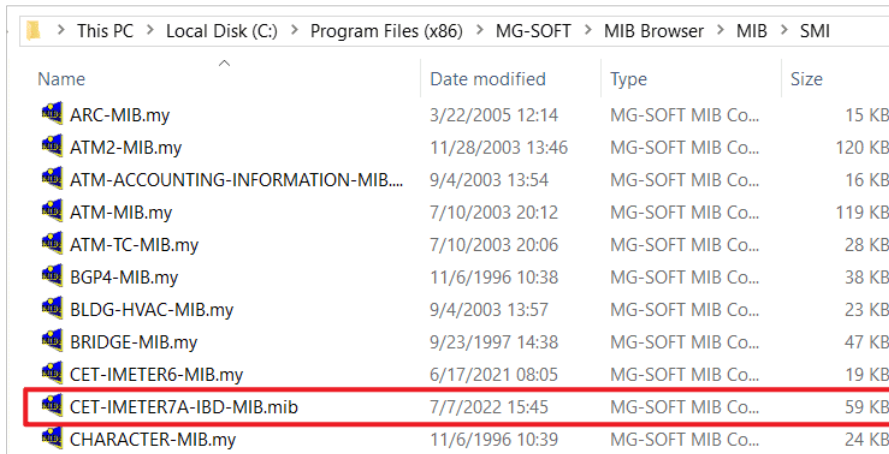 This PC > Local Disk (C:) > Program Files (x86) > MG-SOFT > MIB Browser > MIB > SMI
Name Date modified Type Size
ARC-MIB.my 3/22/2005 12:14 MG-SOFT MIB Co... 15 KB
ATM2-MIB.my 11/28/2003 13:46 MG-SOFT MIB Co... 120 KB
ATM-ACCOUNTING-INFORMATION-MIB.... 9/4/2003 13:54 MG-SOFT MIB Co... 16 KB
ATM-MIB.my 7/10/2003 20:12 MG-SOFT MIB Co... 119 KB
ATM-TC-MIB.my 7/10/2003 20:06 MG-SOFT MIB Co... 28 KB
BGP4-MIB.my 11/6/1996 10:38 MG-SOFT MIB Co... 38 KB
BLDG-HVAC-MIB.my 9/4/2003 13:57 MG-SOFT MIB Co... 23 KB
BRIDGE-MIB.my 9/23/1997 14:38 MG-SOFT MIB Co... 47 KB
CET-IMETER6-MIB.my 6/17/2021 08:05 MG-SOFT MIB Co... 19 KB
CET-IMETER7A-IBD-MIB.mib 7/7/2022 15:45 MG-SOFT MIB Co... 59 KB
CHARACTER-MIB.my 11/6/1996 10:39 MG-SOFT MIB Co... 24 KB